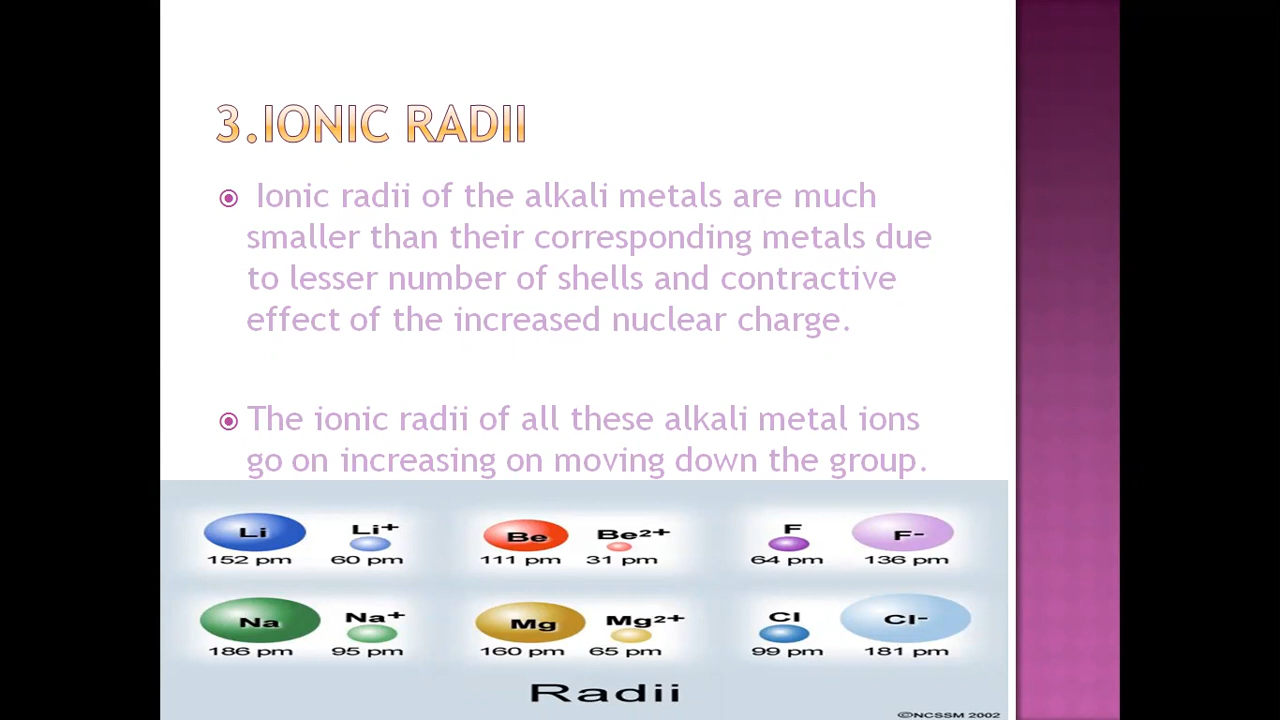 3.IONIC RADII
Ionic radii of the alkali metals are much
smaller than their corresponding metals due
to lesser number of shells and contractive
effect of the increased nuclear charge.
The ionic radii of all these alkali metal ions
go on increasing on moving down the group.
Li Li+ Be Be2+ F F-
152 pm 60 pm 111 pm 31 pm 64 pm 136 pm
Na Na+ Mg Mg2+ Cl Cl-
186 pm 95 pm 160 pm 65 pm 99 pm 181 pm
Radii
©NCSSM 2002